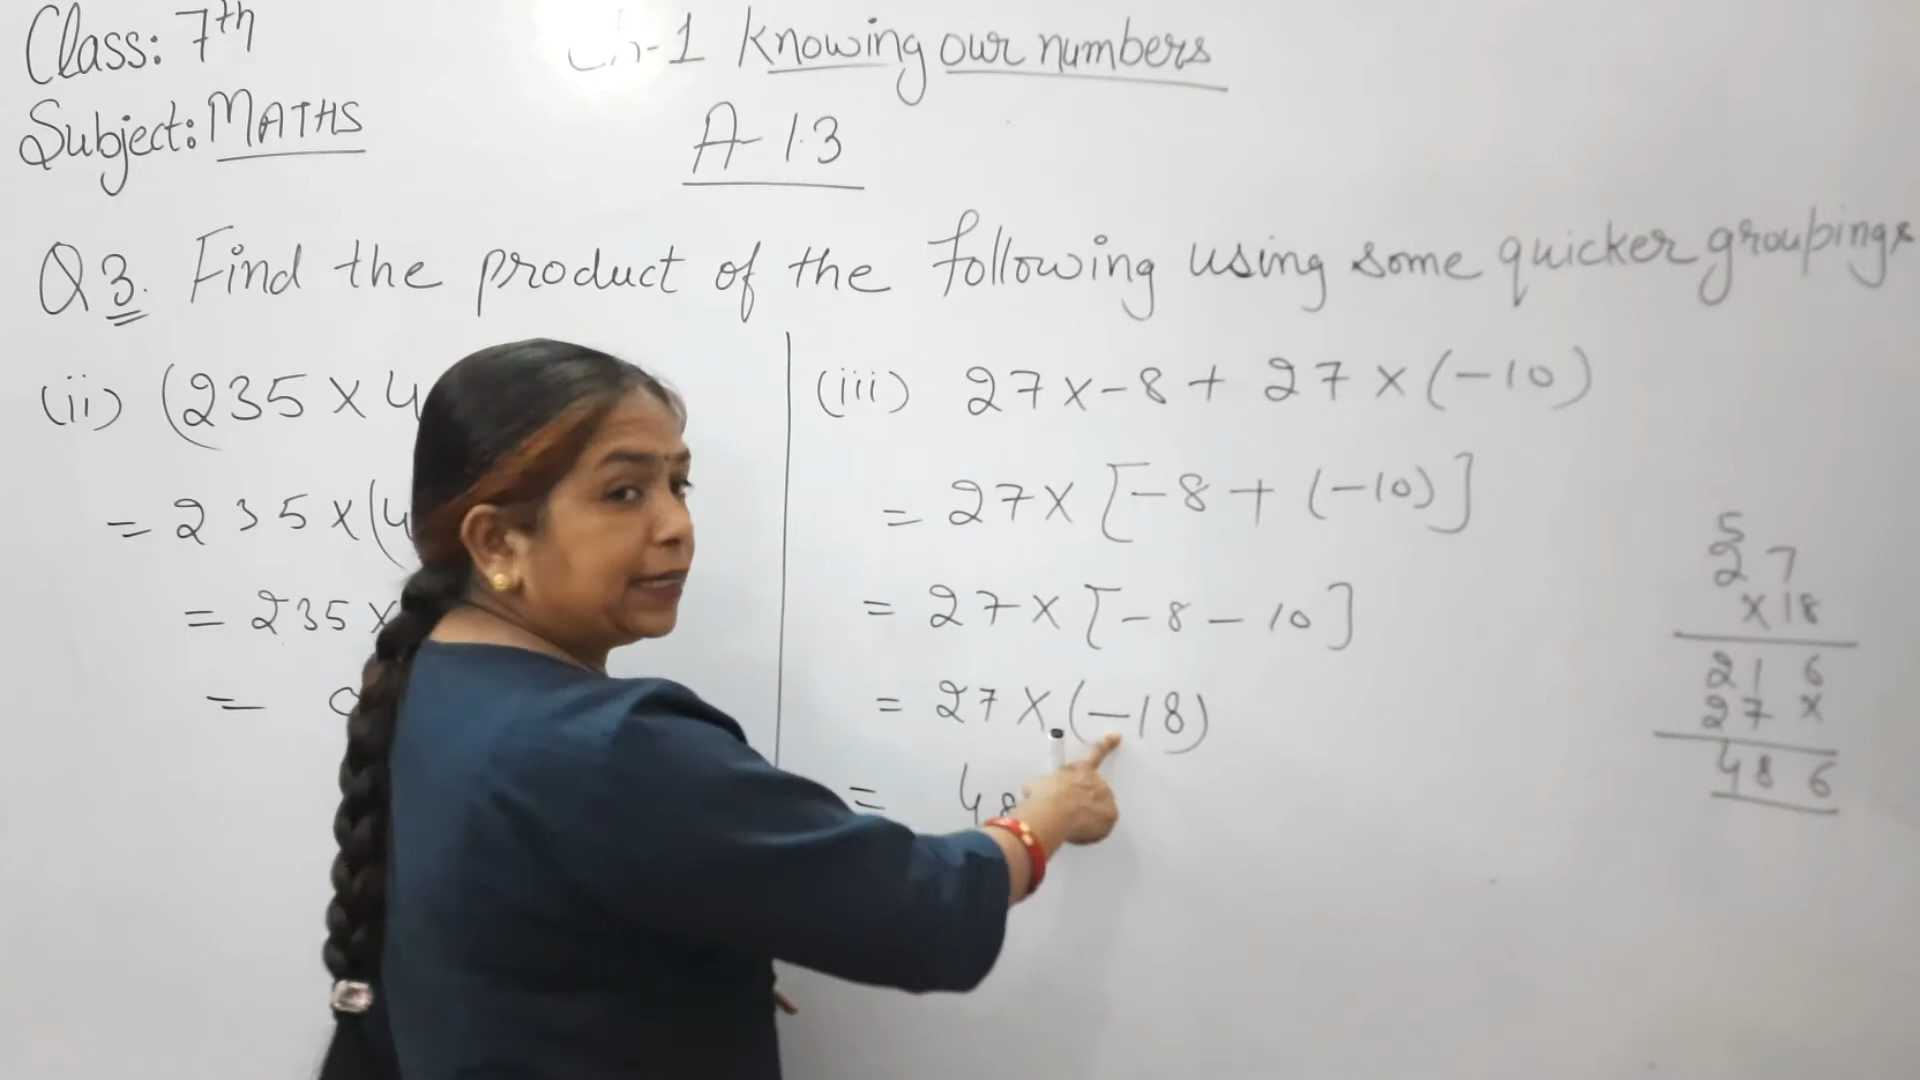 Class: 7th
Subject: MATHS
Ch-1 Knowing our numbers
A-1.3
Q3. Find the product of the following using some quicker groupings
(ii) (235 x 4
= 235 x (4
= 235 x
=
(iii) 27 x -8 + 27 x (-10)
= 27 x [-8 + (-10)]
= 27 x [-8 - 10]
= 27 x (-18)
= 48
5
27
x 18
216
27 x
486